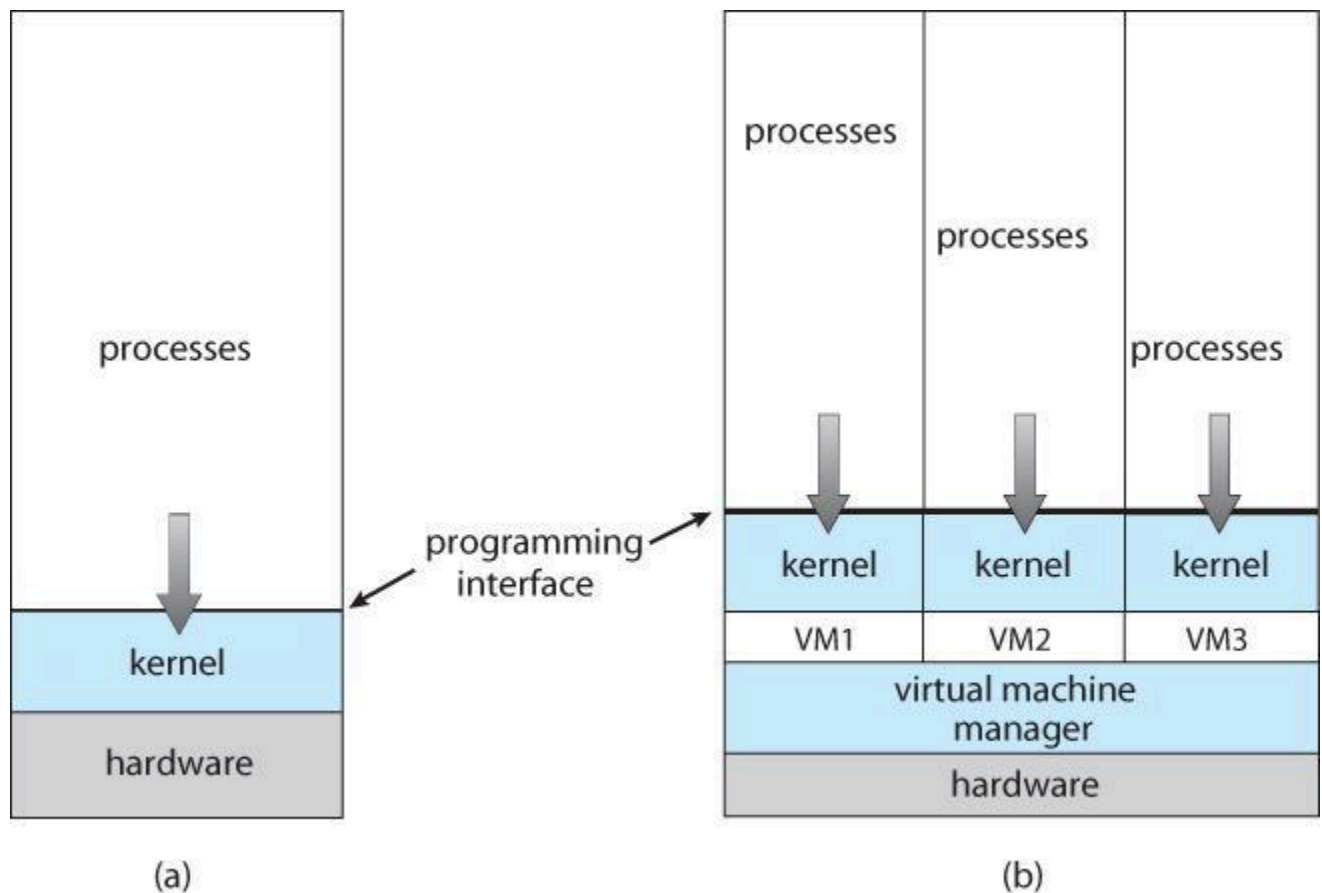 processes
kernel
hardware
(a)
programming
interface
processes
processes
processes
kernel
kernel
kernel
VM1
VM2
VM3
virtual machine
manager
hardware
(b)